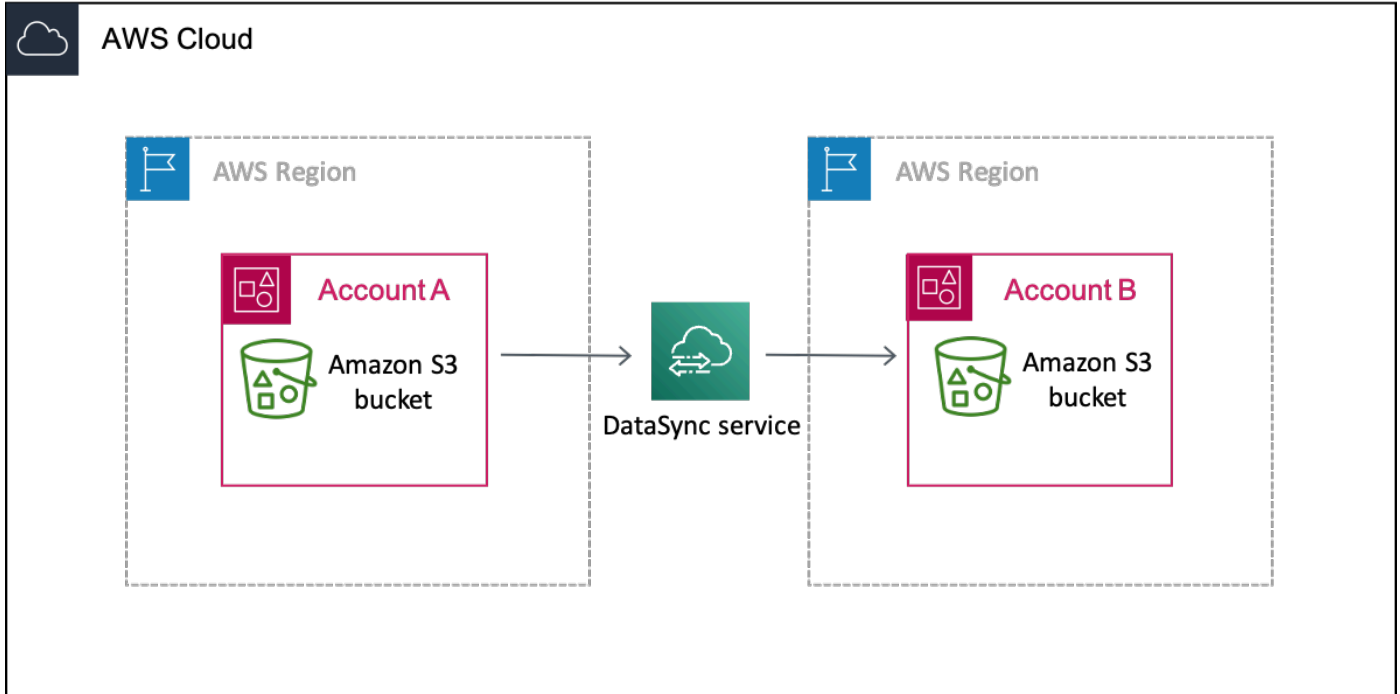 AWS Cloud
AWS Region
AWS Region
Account A
Account B
Amazon S3
bucket
Amazon S3
bucket
DataSync service